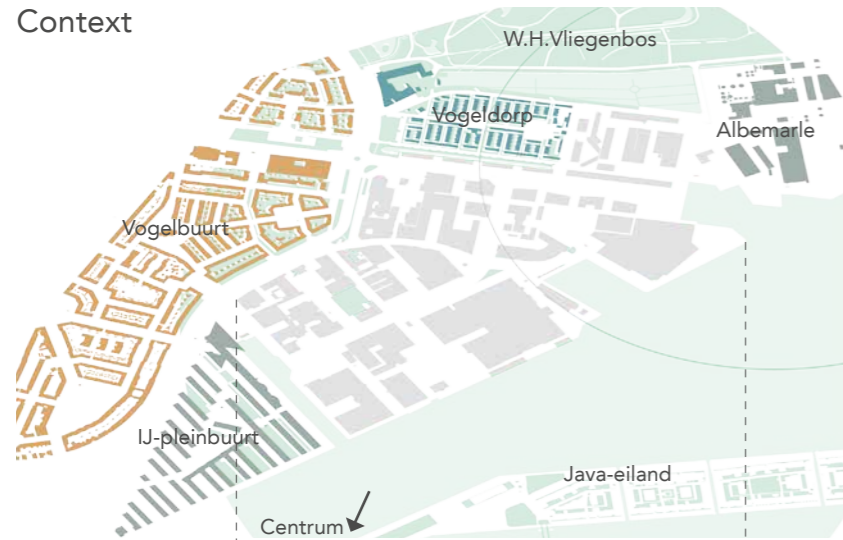 Context
W.H.Vliegenbos
Vogeldorp
Albemarle
Vogelbuurt
IJ-pleinbuurt
Java-eiland
Centrum